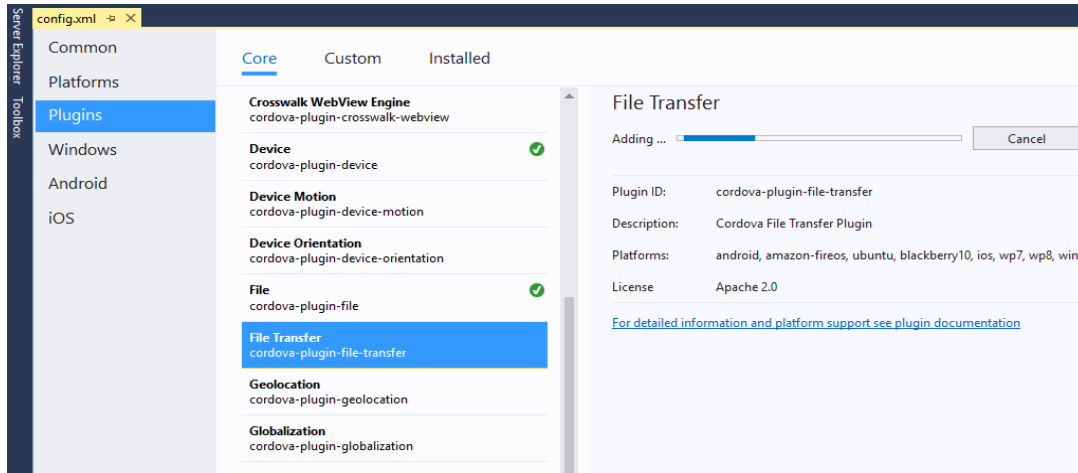 Server Explorer
Toolbox
config.xml
Common
Platforms
Plugins
Windows
Android
iOS
Core Custom Installed
Crosswalk WebView Engine
cordova-plugin-crosswalk-webview
Device
cordova-plugin-device
Device Motion
cordova-plugin-device-motion
Device Orientation
cordova-plugin-device-orientation
File
cordova-plugin-file
File Transfer
cordova-plugin-file-transfer
Geolocation
cordova-plugin-geolocation
Globalization
cordova-plugin-globalization
File Transfer
Adding ... Cancel
Plugin ID: cordova-plugin-file-transfer
Description: Cordova File Transfer Plugin
Platforms: android, amazon-fireos, ubuntu, blackberry10, ios, wp7, wp8, win
License Apache 2.0
For detailed information and platform support see plugin documentation